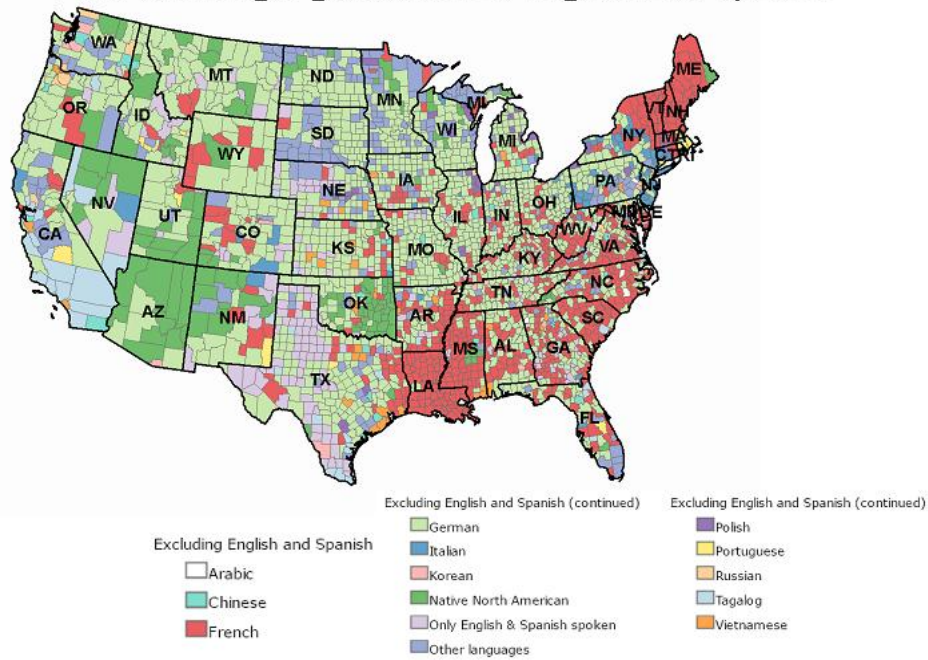 WA
MT
ND
MN
ME
OR
ID
SD
WI
MI
MI
VT
NH
NY
MA
CT
RI
WY
NE
IA
PA
NJ
NV
UT
CO
KS
MO
IL
IN
OH
WV
MD
DE
CA
KY
VA
AZ
NM
OK
AR
TN
NC
SC
TX
LA
MS
AL
GA
FL
Excluding English and Spanish
Arabic
Chinese
French
Excluding English and Spanish (continued)
German
Italian
Korean
Native North American
Only English & Spanish spoken
Other languages
Excluding English and Spanish (continued)
Polish
Portuguese
Russian
Tagalog
Vietnamese